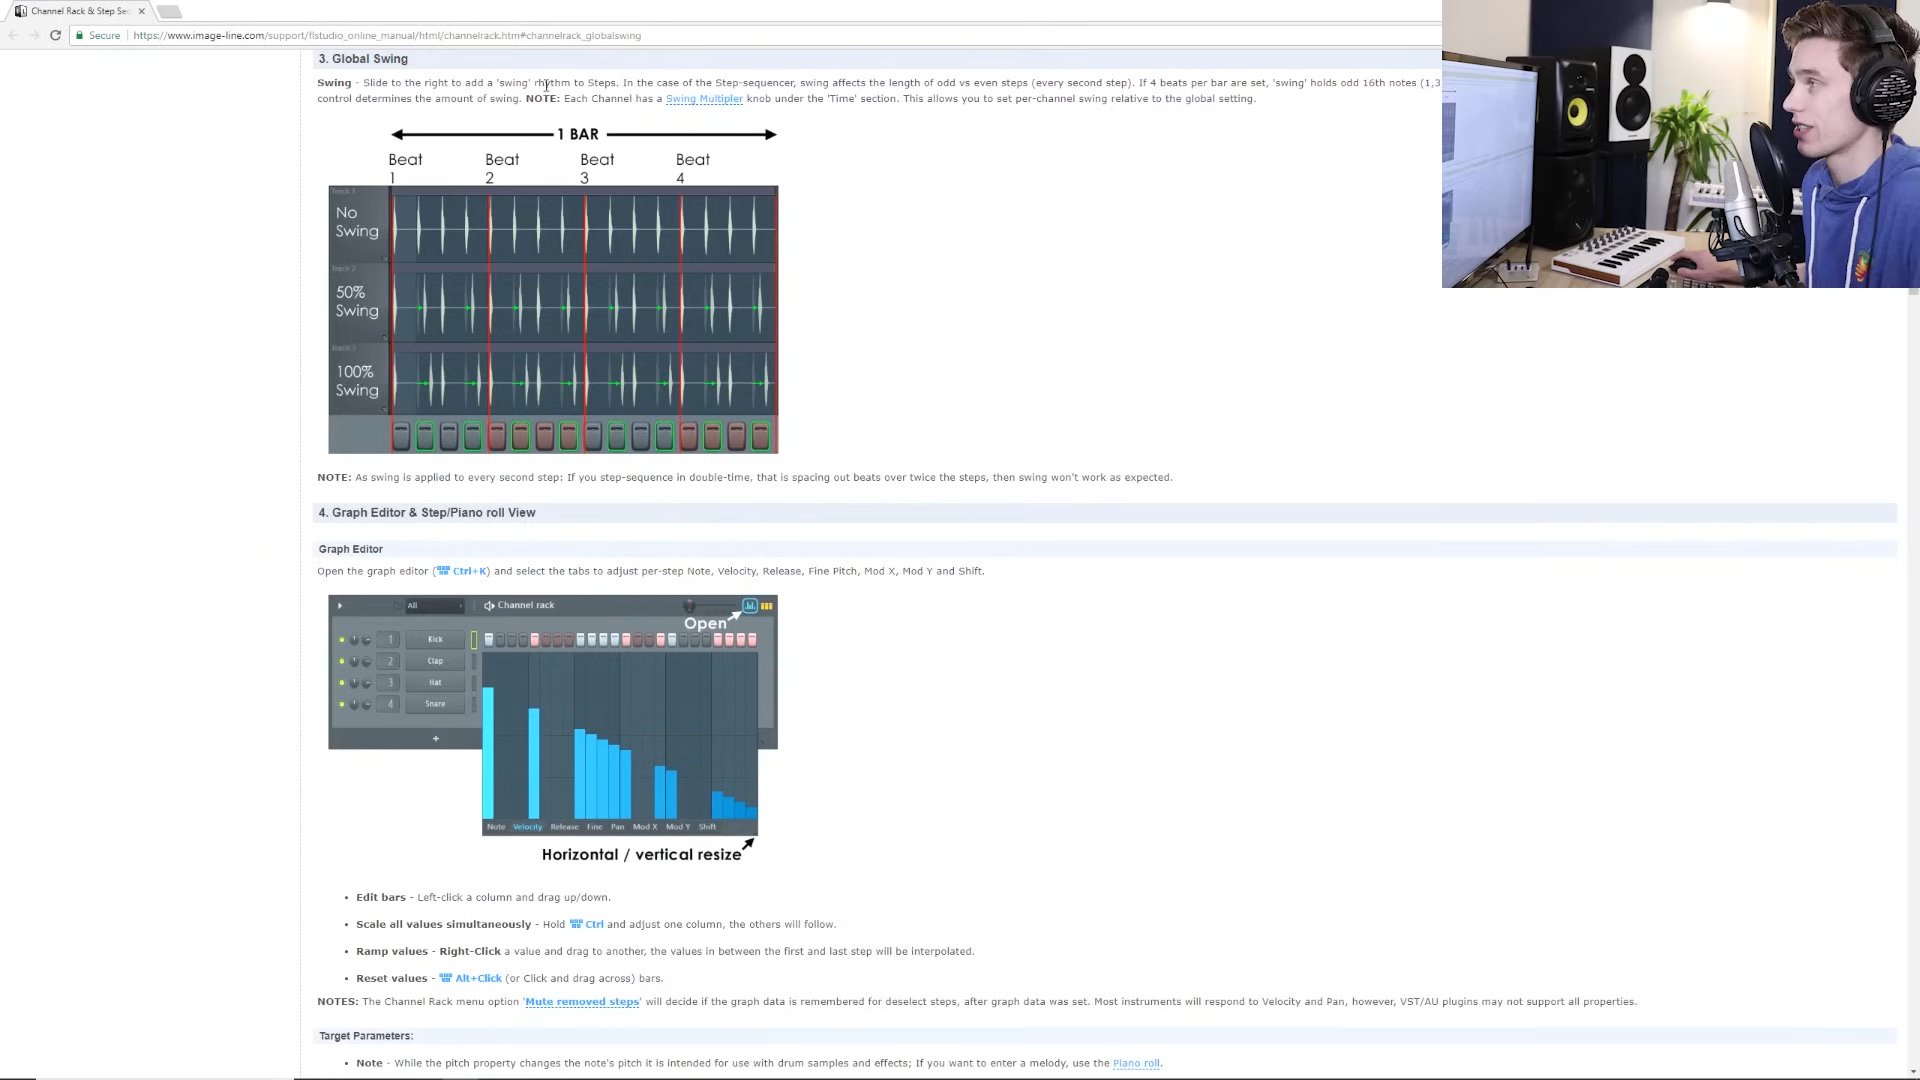 Channel Rack & Step Sec
Secure https://www.image-line.com/support/flstudio_online_manual/html/channelrack.htm#channelrack_globalswing
3. Global Swing
Swing - Slide to the right to add a 'swing' rhythm to Steps. In the case of the Step-sequencer, swing affects the length of odd vs even steps (every second step). If 4 beats per bar are set, 'swing' holds odd 16th notes (1,3
control determines the amount of swing. NOTE: Each Channel has a Swing Multipler knob under the 'Time' section. This allows you to set per-channel swing relative to the global setting.
1 BAR
Beat Beat Beat Beat
1 2 3 4
Track 1
No
Swing
Track 2
50%
Swing
Track 3
100%
Swing
NOTE: As swing is applied to every second step: If you step-sequence in double-time, that is spacing out beats over twice the steps, then swing won't work as expected.
4. Graph Editor & Step/Piano roll View
Graph Editor
Open the graph editor (Ctrl+K) and select the tabs to adjust per-step Note, Velocity, Release, Fine Pitch, Mod X, Mod Y and Shift.
All Channel rack
Open
1 Kick
2 Clap
3 Hat
4 Snare
+
Note Velocity Release Fine Pan Mod X Mod Y Shift
Horizontal / vertical resize
• Edit bars - Left-click a column and drag up/down.
• Scale all values simultaneously - Hold Ctrl and adjust one column, the others will follow.
• Ramp values - Right-Click a value and drag to another, the values in between the first and last step will be interpolated.
• Reset values - Alt+Click (or Click and drag across) bars.
NOTES: The Channel Rack menu option 'Mute removed steps' will decide if the graph data is remembered for deselect steps, after graph data was set. Most instruments will respond to Velocity and Pan, however, VST/AU plugins may not support all properties.
Target Parameters:
• Note - While the pitch property changes the note's pitch it is intended for use with drum samples and effects; If you want to enter a melody, use the Piano roll.